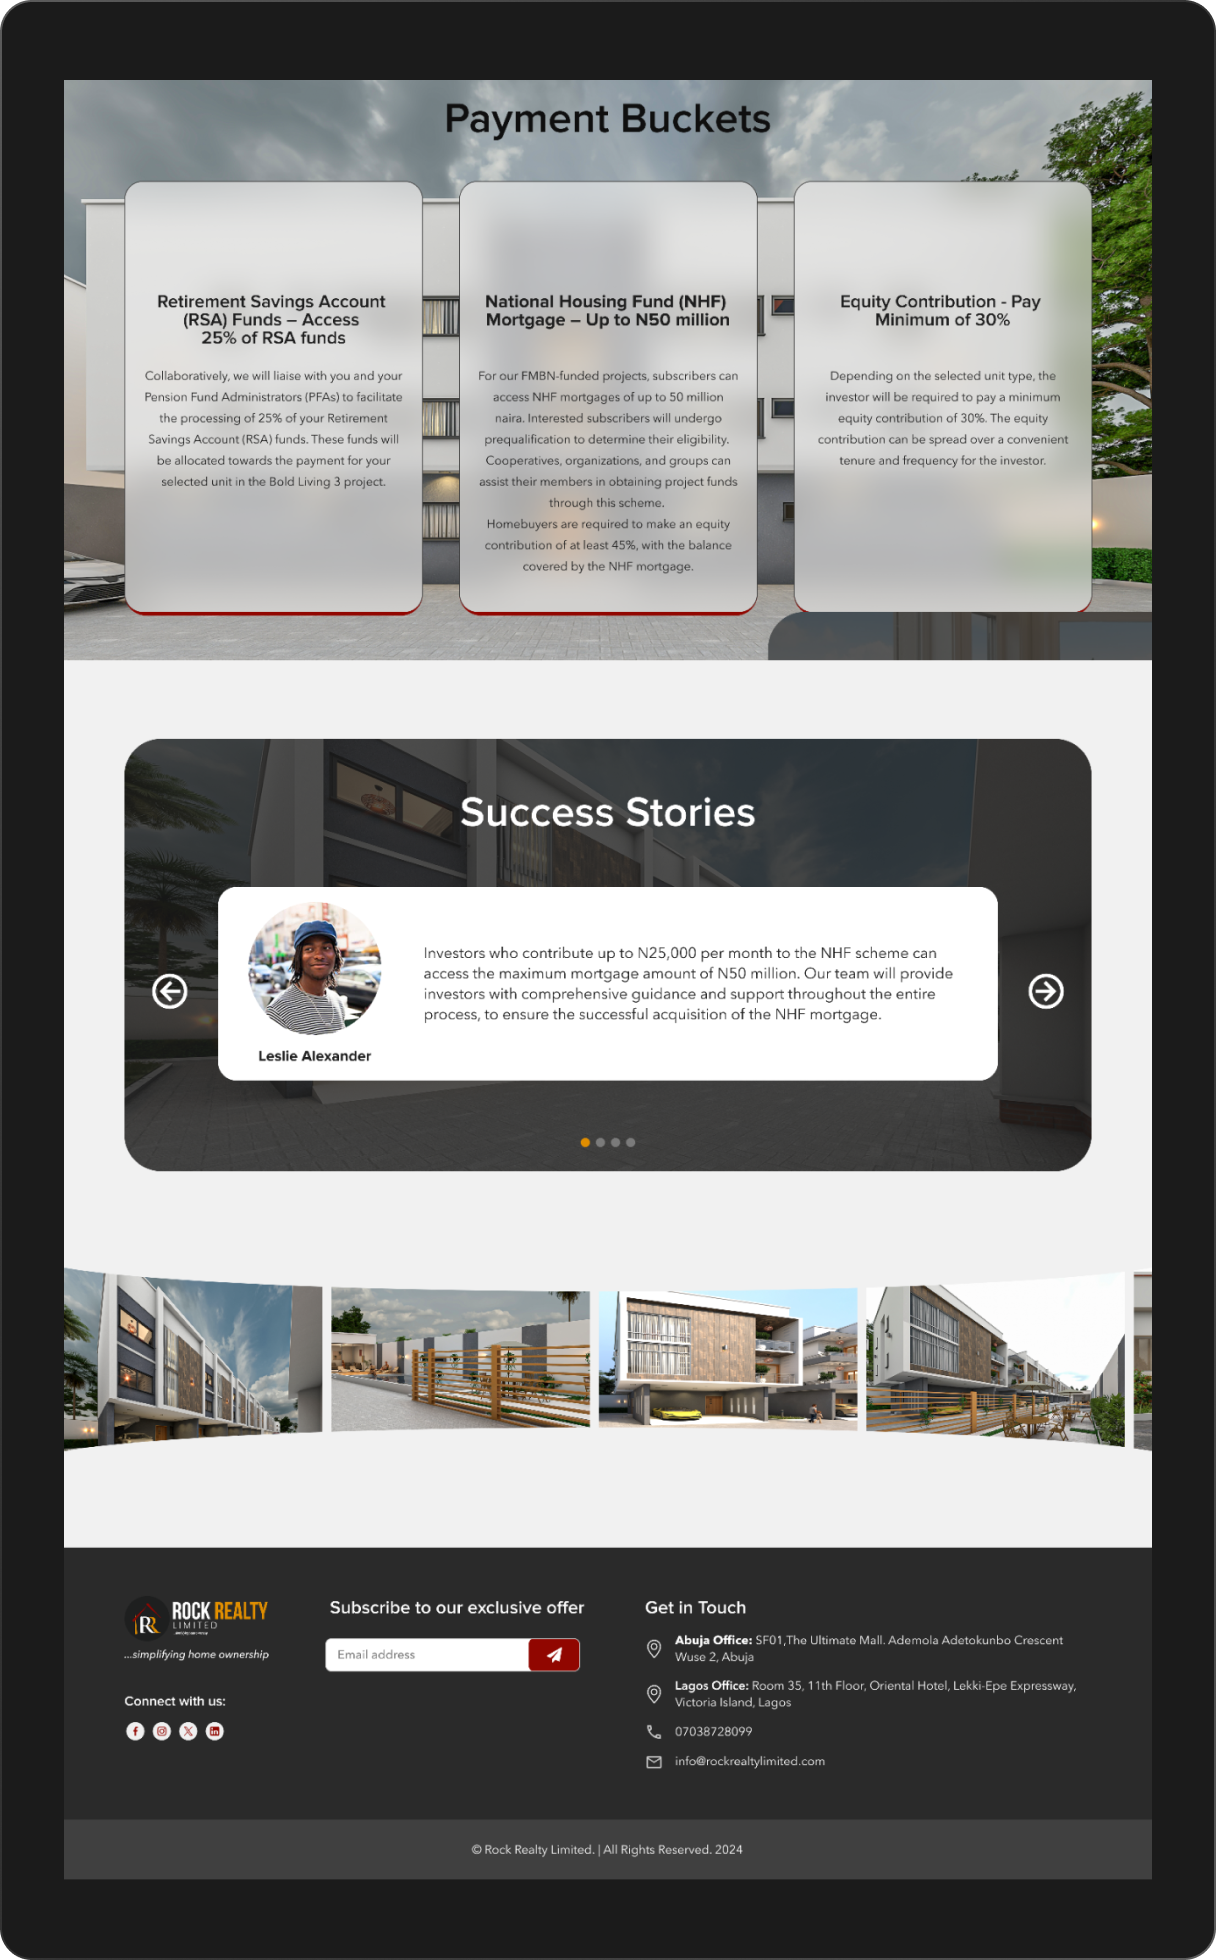 Payment Buckets
Retirement Savings Account
(RSA) Funds – Access
25% of RSA funds
Collaboratively, we will liaise with you and your
Pension Fund Administrators (PFAs) to facilitate
the processing of 25% of your Retirement
Savings Account (RSA) funds. These funds will
be allocated towards the payment for your
selected unit in the Bold Living 3 project.
National Housing Fund (NHF)
Mortgage – Up to N50 million
For our FMBN-funded projects, subscribers can
access NHF mortgages of up to 50 million
naira. Interested subscribers will undergo
prequalification to determine their eligibility.
Cooperatives, organizations, and groups can
assist their members in obtaining project funds
through this scheme.
Homebuyers are required to make an equity
contribution of at least 45%, with the balance
covered by the NHF mortgage.
Equity Contribution - Pay
Minimum of 30%
Depending on the selected unit type, the
investor will be required to pay a minimum
equity contribution of 30%. The equity
contribution can be spread over a convenient
tenure and frequency for the investor.
Success Stories
Investors who contribute up to N25,000 per month to the NHF scheme can
access the maximum mortgage amount of N50 million. Our team will provide
investors with comprehensive guidance and support throughout the entire
process, to ensure the successful acquisition of the NHF mortgage.
Leslie Alexander
ROCK REALTY
LIMITED
...simplifying home ownership
Connect with us:
Subscribe to our exclusive offer
Email address
Get in Touch
Abuja Office: SF01,The Ultimate Mall. Ademola Adetokunbo Crescent
Wuse 2, Abuja
Lagos Office: Room 35, 11th Floor, Oriental Hotel, Lekki-Epe Expressway,
Victoria Island, Lagos
07038728099
info@rockrealtylimited.com
© Rock Realty Limited. | All Rights Reserved. 2024